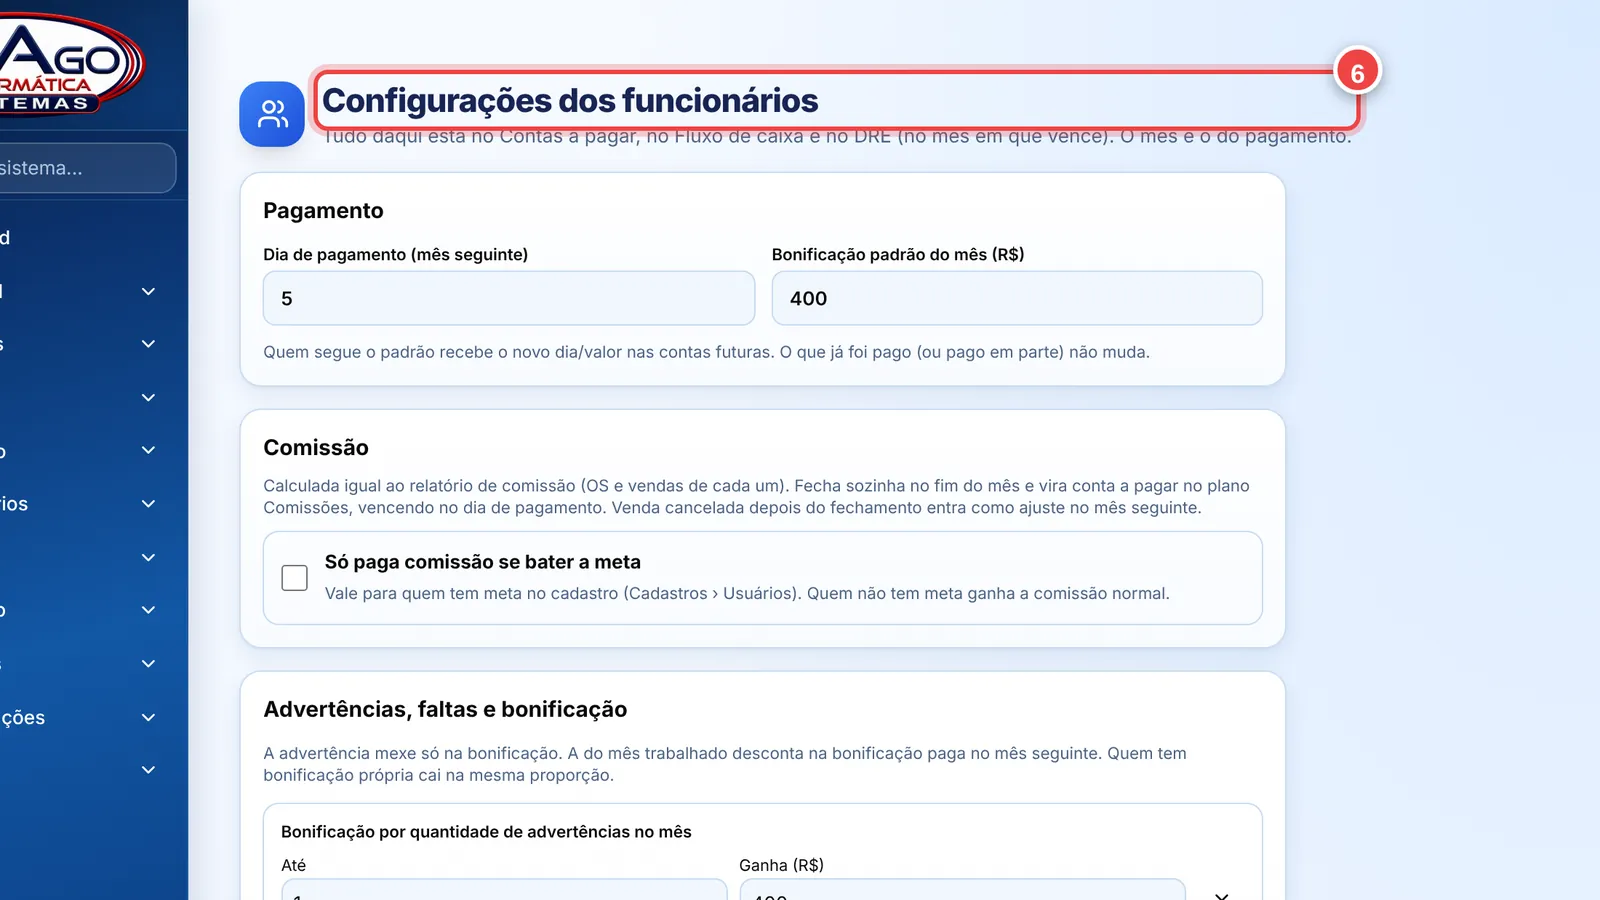 AGO
RMÁTICA
TEMAS
sistema...
d
rios
ções
6
Configurações dos funcionários
Tudo daqui está no Contas a pagar, no Fluxo de caixa e no DRE (no mês em que vence). O mês é o do pagamento.
Pagamento
Dia de pagamento (mês seguinte)
Bonificação padrão do mês (R$)
5
400
Quem segue o padrão recebe o novo dia/valor nas contas futuras. O que já foi pago (ou pago em parte) não muda.
Comissão
Calculada igual ao relatório de comissão (OS e vendas de cada um). Fecha sozinha no fim do mês e vira conta a pagar no plano
Comissões, vencendo no dia de pagamento. Venda cancelada depois do fechamento entra como ajuste no mês seguinte.
Só paga comissão se bater a meta
Vale para quem tem meta no cadastro (Cadastros › Usuários). Quem não tem meta ganha a comissão normal.
Advertências, faltas e bonificação
A advertência mexe só na bonificação. A do mês trabalhado desconta na bonificação paga no mês seguinte. Quem tem
bonificação própria cai na mesma proporção.
Bonificação por quantidade de advertências no mês
Até
Ganha (R$)
1
400